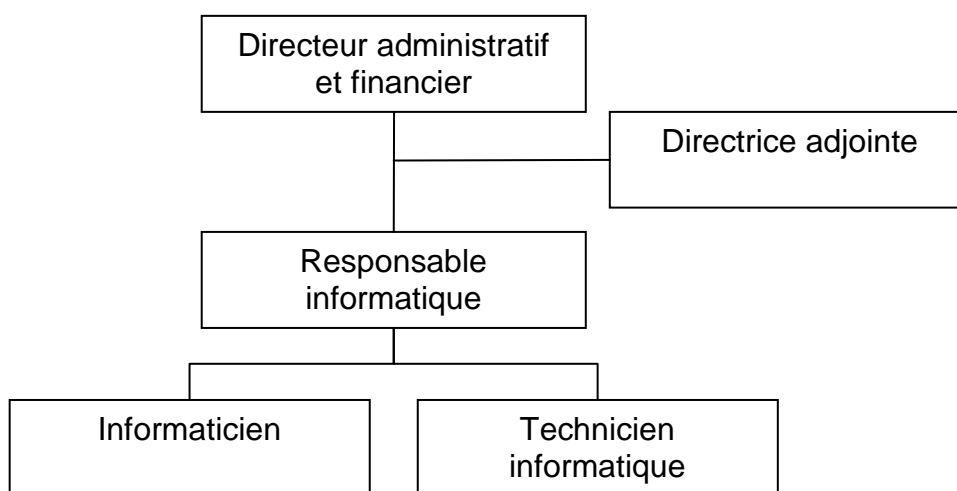 Directeur administratif
et financier
Directrice adjointe
Responsable
informatique
Informaticien
Technicien
informatique